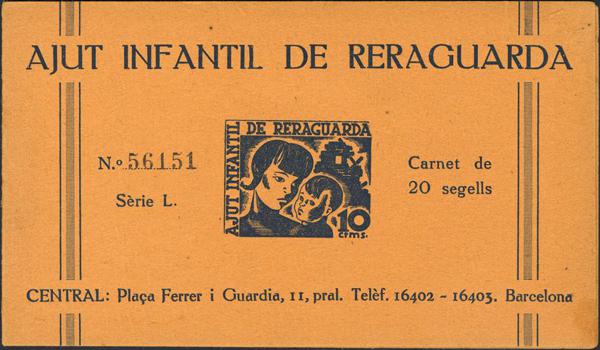 AJUT INFANTIL DE RERAGUARDA
N.º 56151
Sèrie L.
AJUT INFANTIL
DE RERAGUARDA
10
ctms.
Carnet de
20 segells
CENTRAL: Plaça Ferrer i Guardia, 11, pral. Telèf. 16402 - 16403. Barcelona